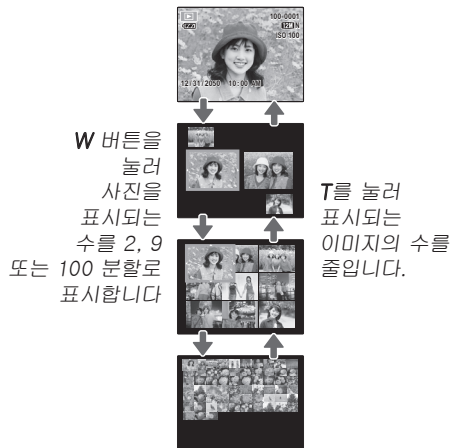 100-0001
12M N
ISO 100
12/31/2050 10:00 AM
W 버튼을
눌러
사진을
표시되는
수를 2, 9
또는 100 분할로
표시합니다
T를 눌러
표시되는
이미지의 수를
줄입니다.